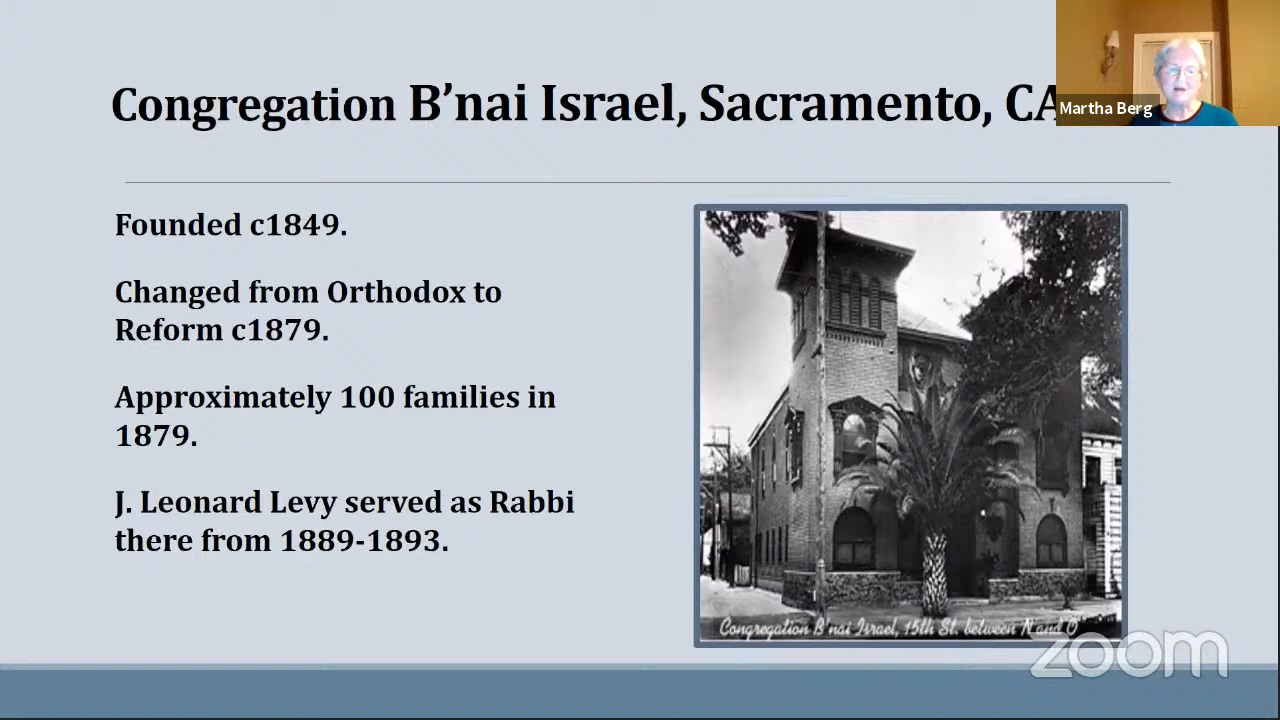 Congregation B’nai Israel, Sacramento, CA
Martha Berg
Founded c1849.
Changed from Orthodox to
Reform c1879.
Approximately 100 families in
1879.
J. Leonard Levy served as Rabbi
there from 1889-1893.
Congregation B'nai Israel, 15th St. between N and O
zoom